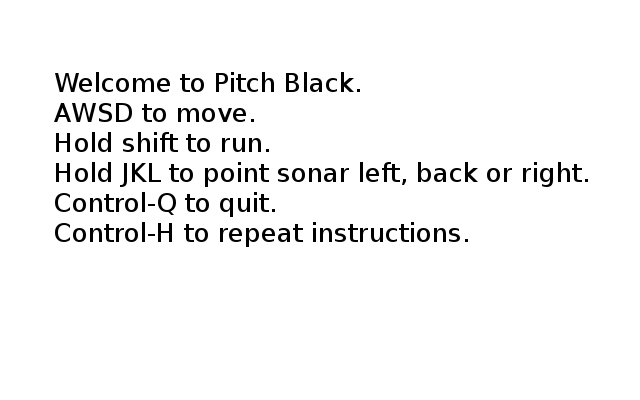 Welcome to Pitch Black.
AWSD to move.
Hold shift to run.
Hold JKL to point sonar left, back or right.
Control-Q to quit.
Control-H to repeat instructions.